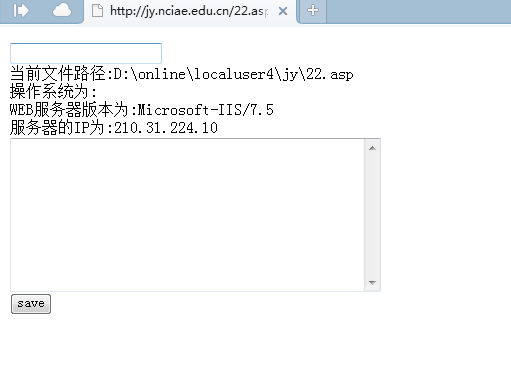 http://jy.nciae.edu.cn/22.asp
当前文件路径:D:\online\localuser4\jy\22.asp
操作系统为:
WEB服务器版本为:Microsoft-IIS/7.5
服务器的IP为:210.31.224.10
save